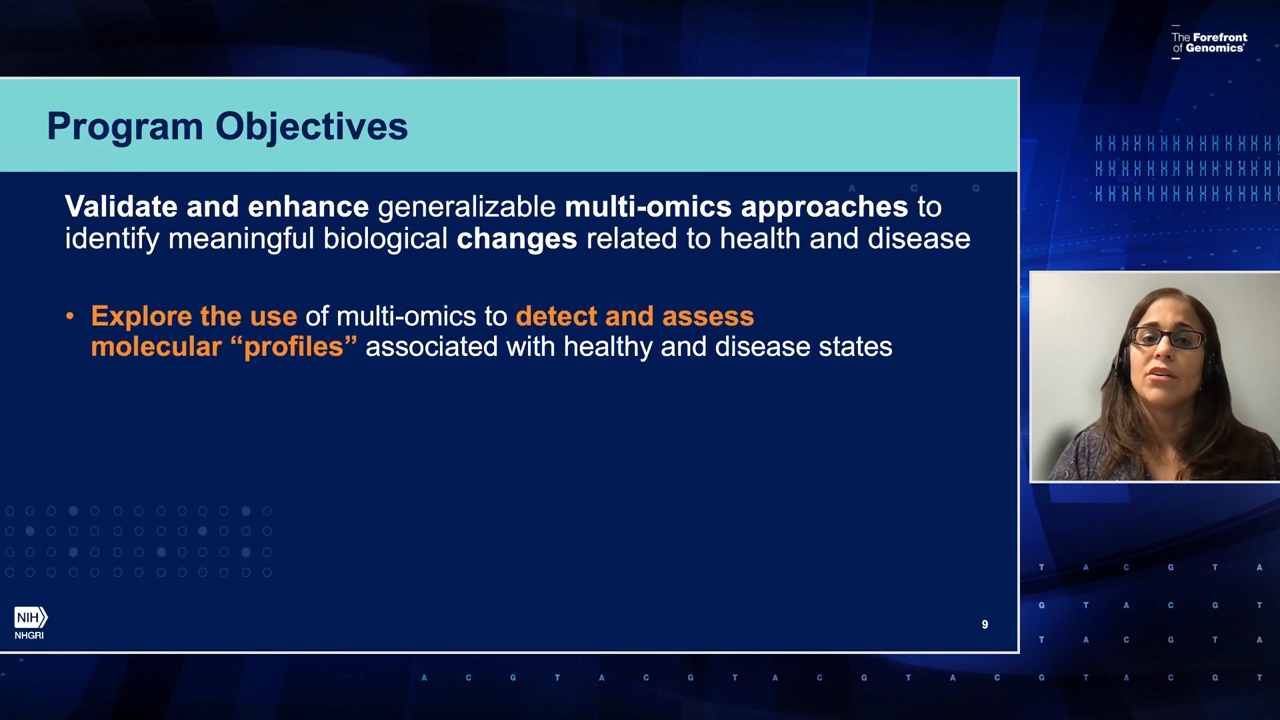 The Forefront
of Genomics®
Program Objectives
A C G
Validate and enhance generalizable multi-omics approaches to
identify meaningful biological changes related to health and disease
• Explore the use of multi-omics to detect and assess
molecular “profiles” associated with healthy and disease states
NIH
NHGRI
9
T A C G T A
G T A C G T
T A C G T A
A C G T A C G T A C G T A C G T A C G T